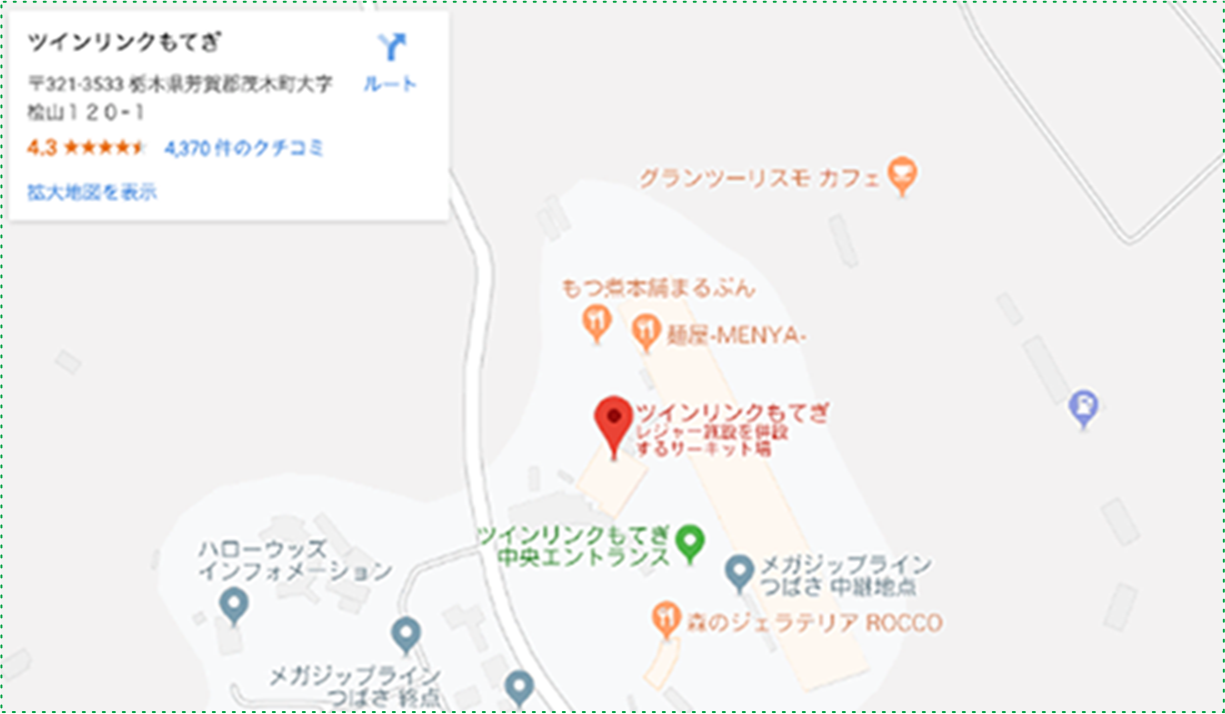 ツインリンクもてぎ
〒321-3533 栃木県芳賀郡茂木町大字
桧山１２０−１
ルート
4.3 4,370 件のクチコミ
拡大地図を表示
グランツーリスモ カフェ
もつ煮本舗まるぷん
麺屋-MENYA-
ツインリンクもてぎ
レジャー施設を併設
するサーキット場
ツインリンクもてぎ
中央エントランス
ハローウッズ
インフォメーション
メガジップライン
つばさ 中継地点
森のジェラテリア ROCCO
メガジップライン
つばさ 終点